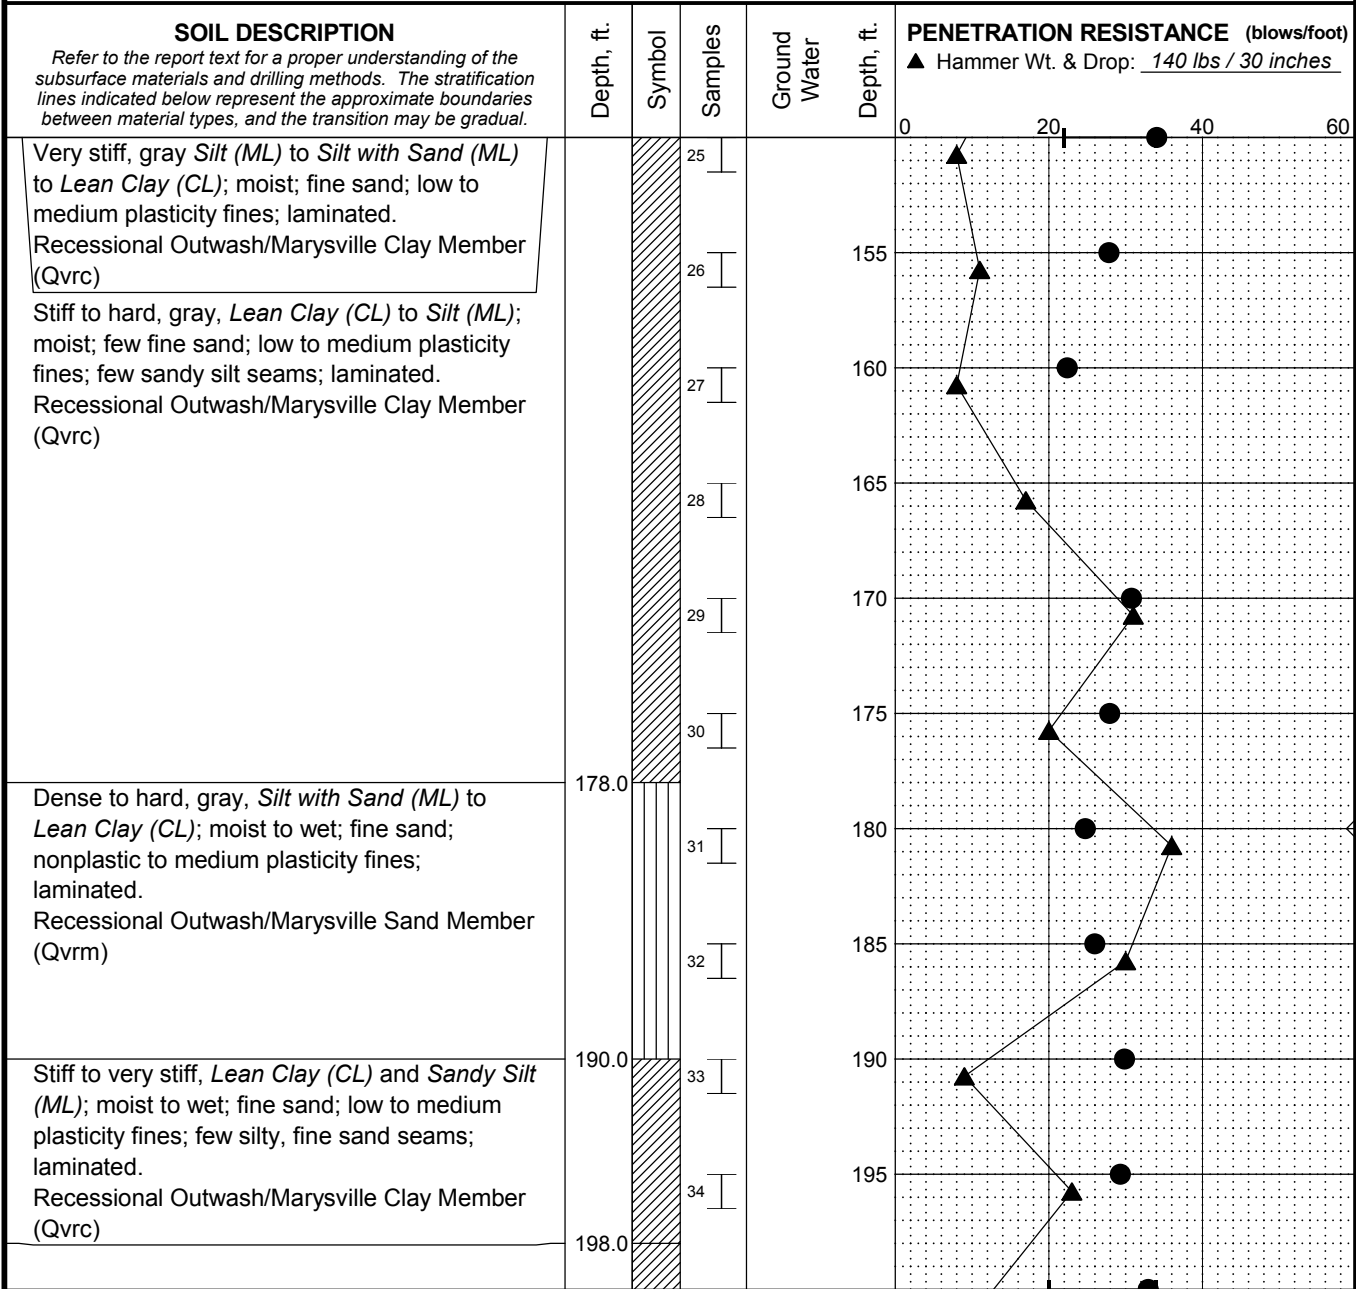 SOIL DESCRIPTION
Refer to the report text for a proper understanding of the
subsurface materials and drilling methods. The stratification
lines indicated below represent the approximate boundaries
between material types, and the transition may be gradual.
Depth, ft.
Symbol
Samples
Ground
Water
Depth, ft.
PENETRATION RESISTANCE (blows/foot)
▲ Hammer Wt. & Drop: 140 lbs / 30 inches
0 20 40 60
Very stiff, gray Silt (ML) to Silt with Sand (ML)
to Lean Clay (CL); moist; fine sand; low to
medium plasticity fines; laminated.
Recessional Outwash/Marysville Clay Member
(Qvrc)
Stiff to hard, gray, Lean Clay (CL) to Silt (ML);
moist; few fine sand; low to medium plasticity
fines; few sandy silt seams; laminated.
Recessional Outwash/Marysville Clay Member
(Qvrc)
Dense to hard, gray, Silt with Sand (ML) to
Lean Clay (CL); moist to wet; fine sand;
nonplastic to medium plasticity fines;
laminated.
Recessional Outwash/Marysville Sand Member
(Qvrm)
Stiff to very stiff, Lean Clay (CL) and Sandy Silt
(ML); moist to wet; fine sand; low to medium
plasticity fines; few silty, fine sand seams;
laminated.
Recessional Outwash/Marysville Clay Member
(Qvrc)
178.0
190.0
198.0
25
26
27
28
29
30
31
32
33
34
155
160
165
170
175
180
185
190
195